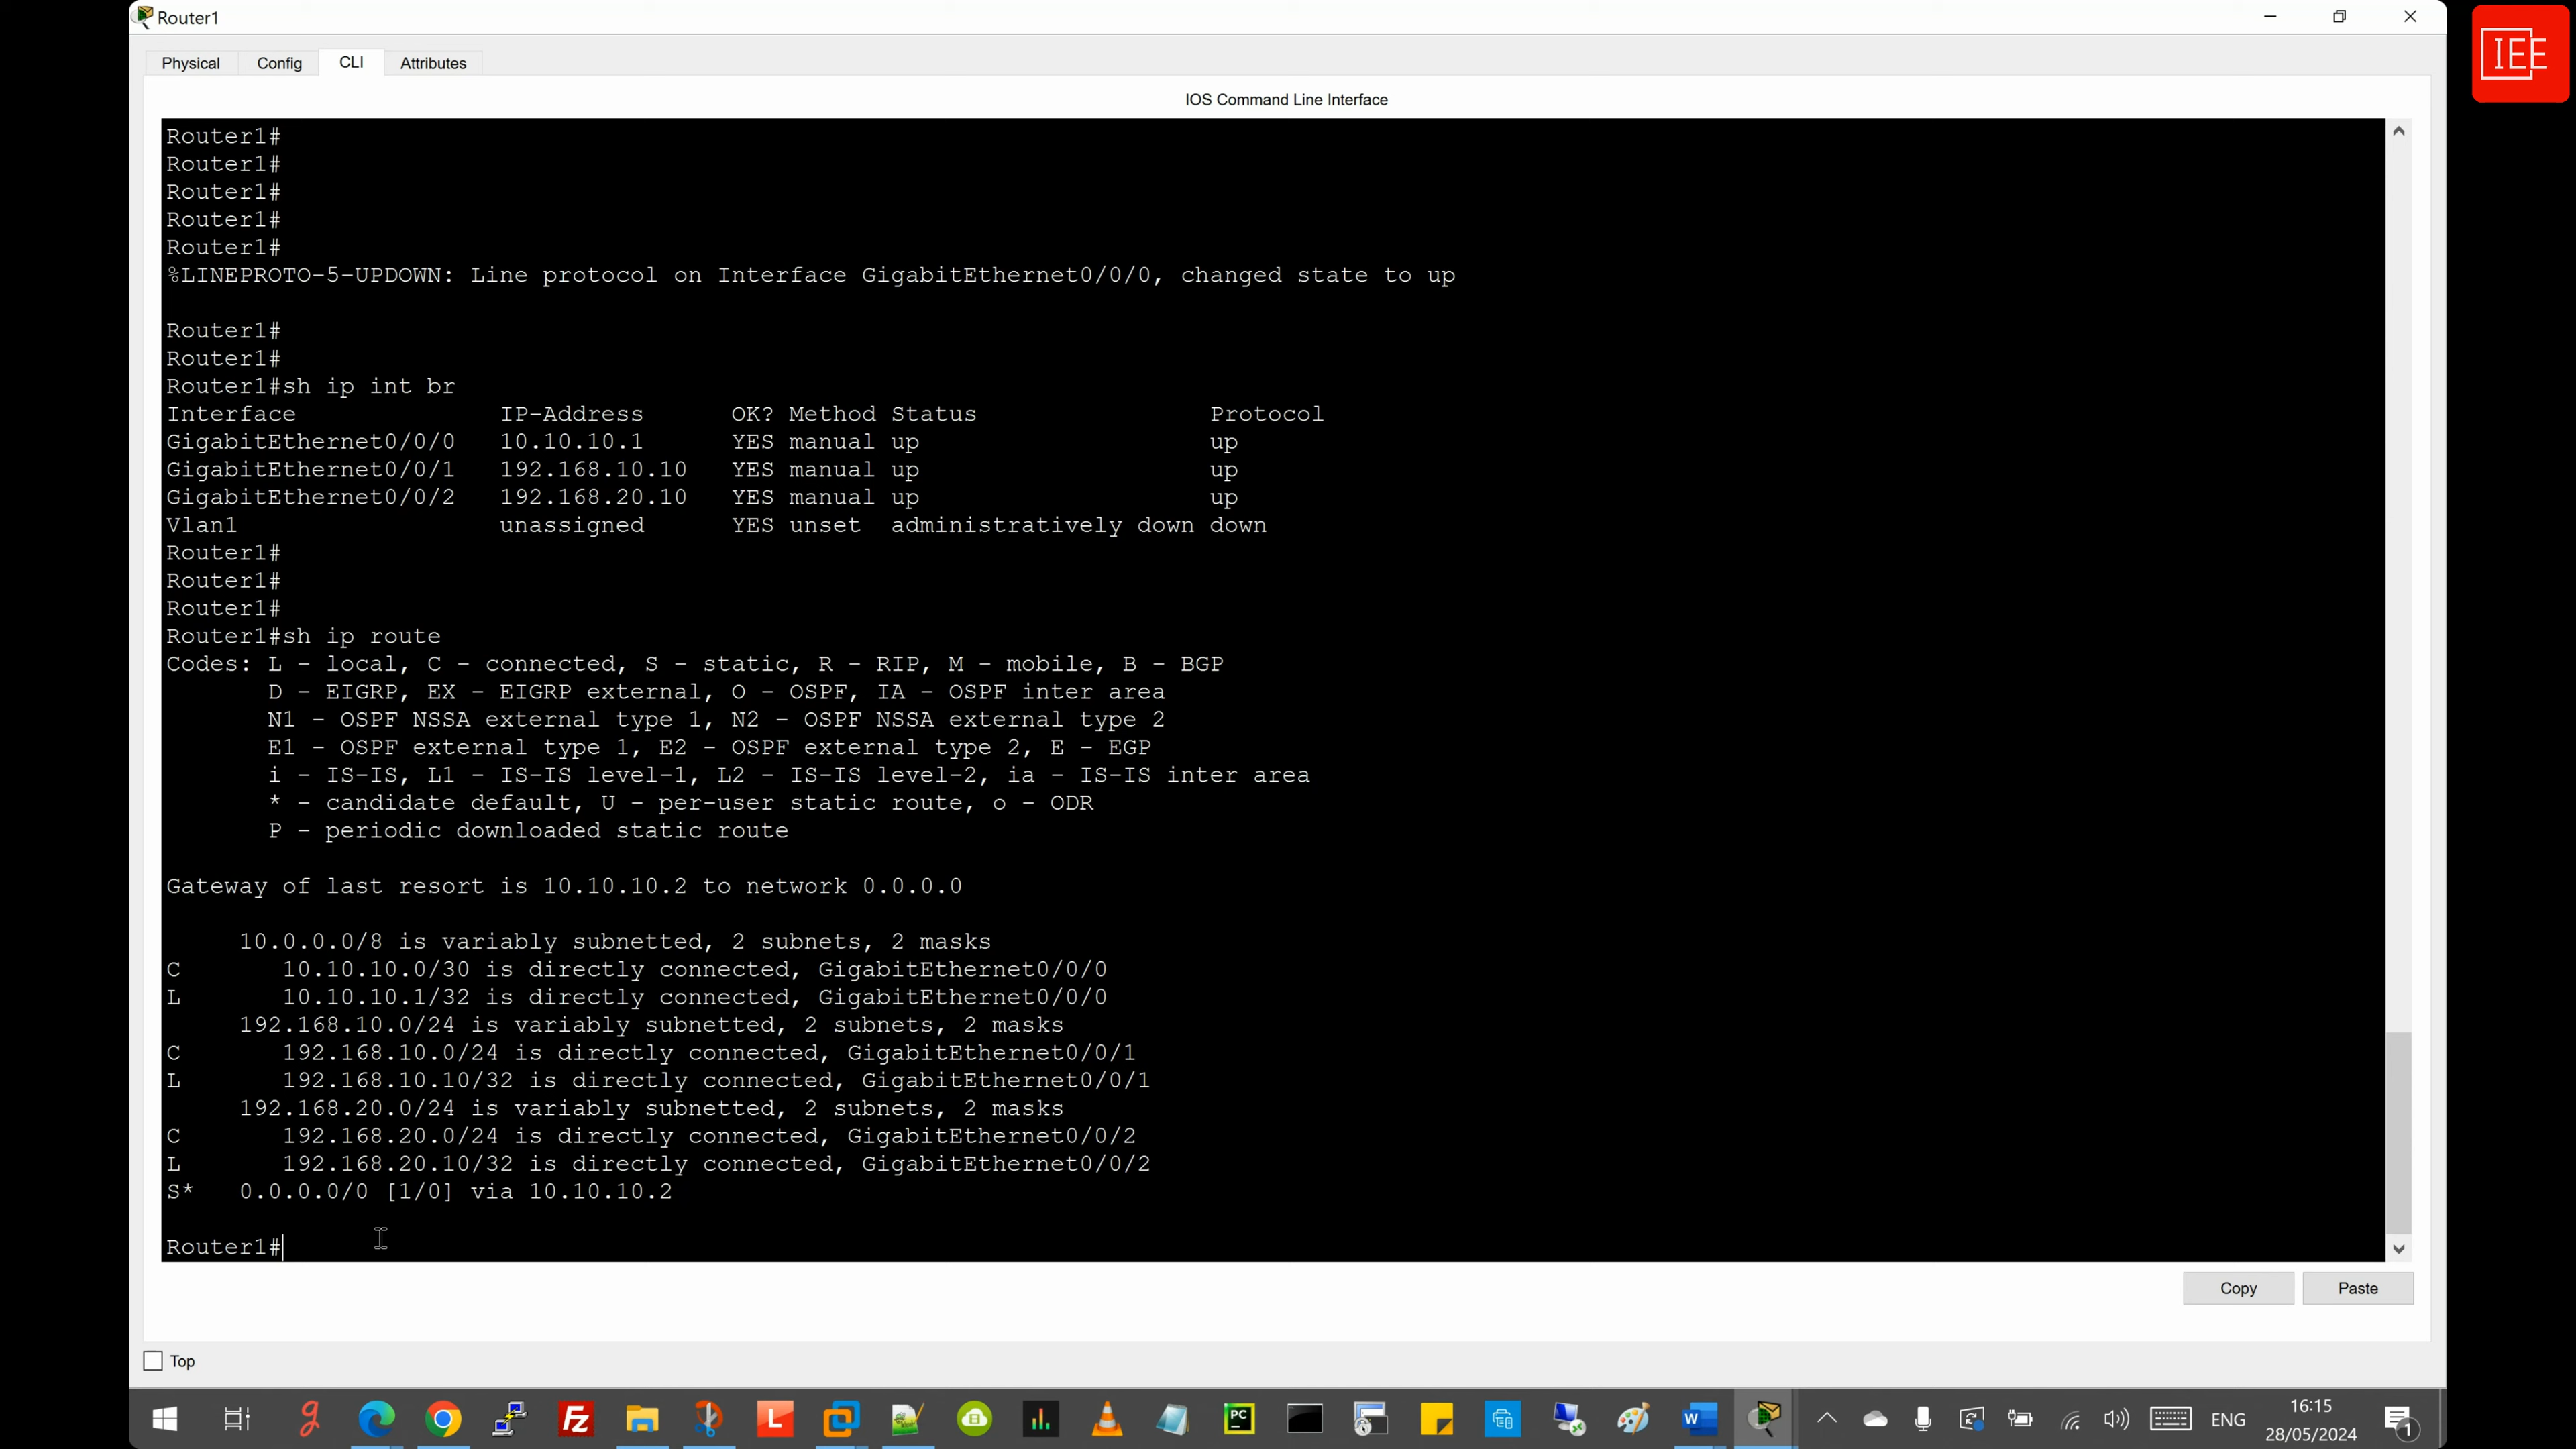 Router1
IEE
Physical Config CLI Attributes
IOS Command Line Interface
Router1#
Router1#
Router1#
Router1#
Router1#
%LINEPROTO-5-UPDOWN: Line protocol on Interface GigabitEthernet0/0/0, changed state to up
Router1#
Router1#
Router1#sh ip int br
Interface IP-Address OK? Method Status Protocol
GigabitEthernet0/0/0 10.10.10.1 YES manual up up
GigabitEthernet0/0/1 192.168.10.10 YES manual up up
GigabitEthernet0/0/2 192.168.20.10 YES manual up up
Vlan1 unassigned YES unset administratively down down
Router1#
Router1#
Router1#
Router1#sh ip route
Codes: L - local, C - connected, S - static, R - RIP, M - mobile, B - BGP
D - EIGRP, EX - EIGRP external, O - OSPF, IA - OSPF inter area
N1 - OSPF NSSA external type 1, N2 - OSPF NSSA external type 2
E1 - OSPF external type 1, E2 - OSPF external type 2, E - EGP
i - IS-IS, L1 - IS-IS level-1, L2 - IS-IS level-2, ia - IS-IS inter area
* - candidate default, U - per-user static route, o - ODR
P - periodic downloaded static route
Gateway of last resort is 10.10.10.2 to network 0.0.0.0
10.0.0.0/8 is variably subnetted, 2 subnets, 2 masks
C 10.10.10.0/30 is directly connected, GigabitEthernet0/0/0
L 10.10.10.1/32 is directly connected, GigabitEthernet0/0/0
192.168.10.0/24 is variably subnetted, 2 subnets, 2 masks
C 192.168.10.0/24 is directly connected, GigabitEthernet0/0/1
L 192.168.10.10/32 is directly connected, GigabitEthernet0/0/1
192.168.20.0/24 is variably subnetted, 2 subnets, 2 masks
C 192.168.20.0/24 is directly connected, GigabitEthernet0/0/2
L 192.168.20.10/32 is directly connected, GigabitEthernet0/0/2
S* 0.0.0.0/0 [1/0] via 10.10.10.2
Router1#
Copy Paste
Top
ENG
16:15
28/05/2024